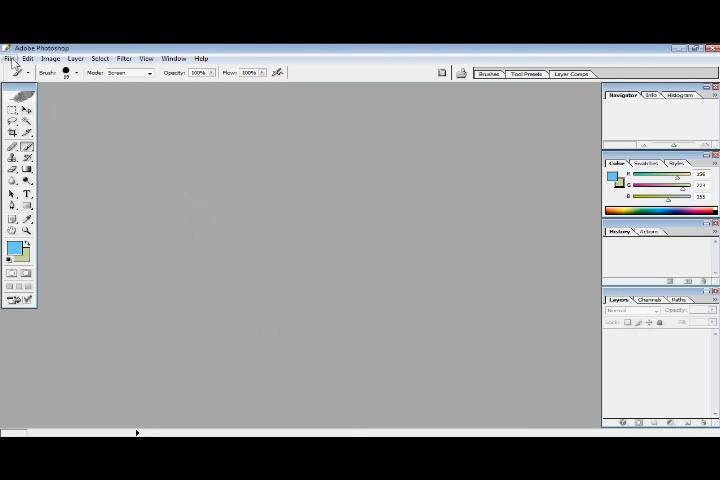 Adobe Photoshop
File Edit Image Layer Select Filter View Window Help
Brush: 19 Mode: Screen Opacity: 100% Flow: 100% Brushes Tool Presets Layer Comps
Navigator Info Histogram
Color Swatches Styles
R
G 223
B
History Actions
Layers Channels Paths
Normal Opacity:
Lock: Fill: